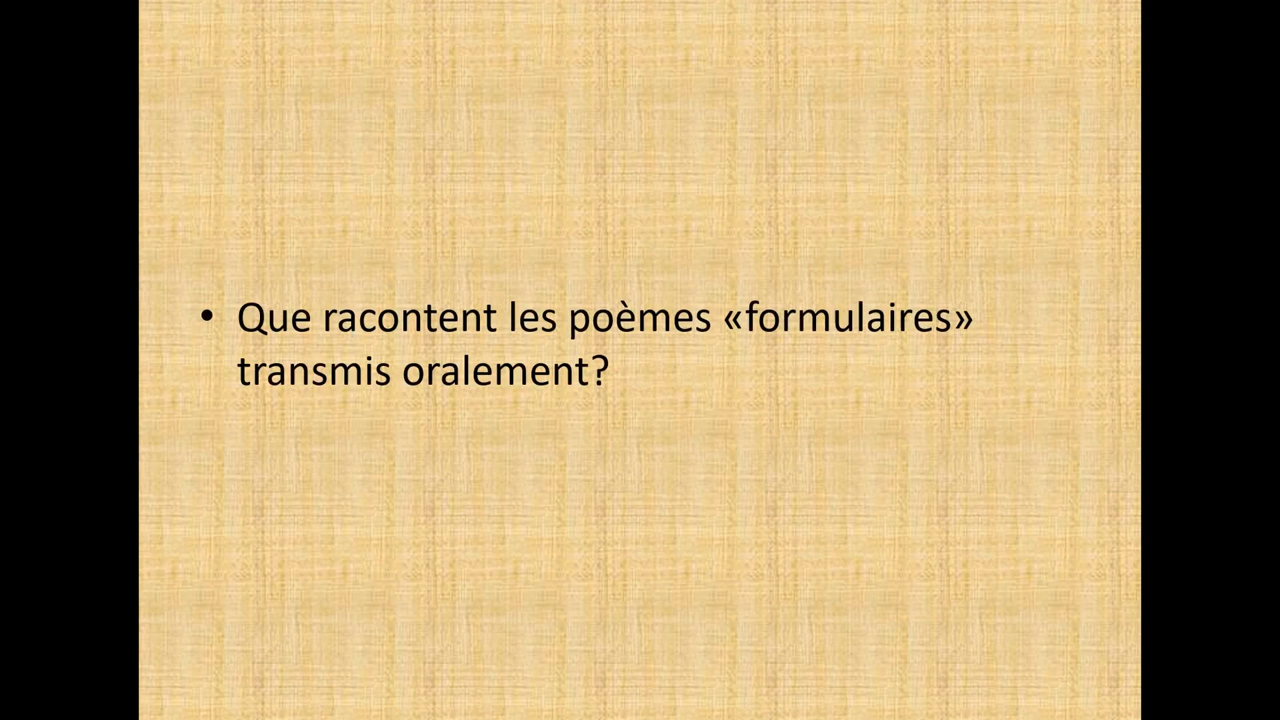 • Que racontent les poèmes «formulaires»
transmis oralement?